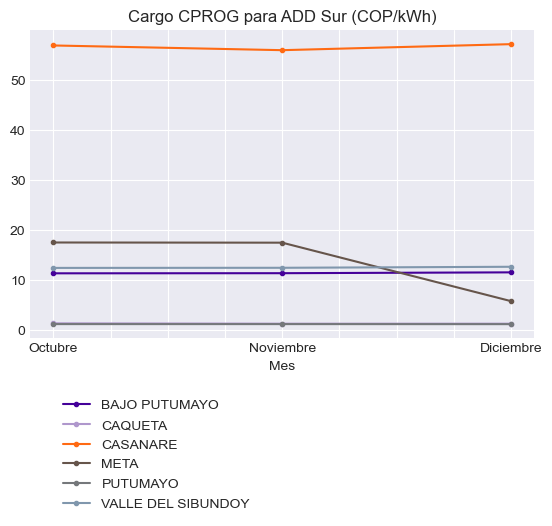 Cargo CPROG para ADD Sur (COP/kWh)
50
40
30
20
10
0
Octubre Noviembre Diciembre
Mes
BAJO PUTUMAYO
CAQUETA
CASANARE
META
PUTUMAYO
VALLE DEL SIBUNDOY